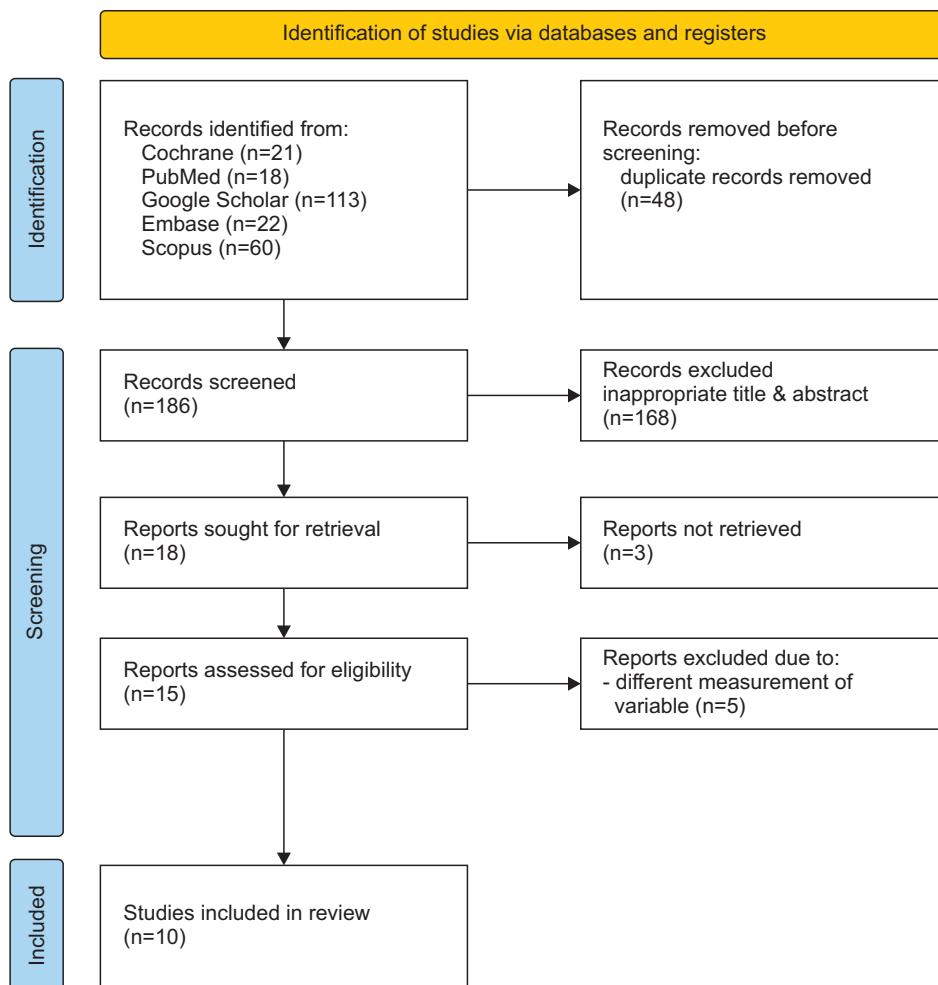 Identification of studies via databases and registers
Identification
Records identified from:
Cochrane (n=21)
PubMed (n=18)
Google Scholar (n=113)
Embase (n=22)
Scopus (n=60)
Records removed before
screening:
duplicate records removed
(n=48)
Screening
Records screened
(n=186)
Records excluded
inappropriate title & abstract
(n=168)
Reports sought for retrieval
(n=18)
Reports not retrieved
(n=3)
Reports assessed for eligibility
(n=15)
Reports excluded due to:
- different measurement of
variable (n=5)
Included
Studies included in review
(n=10)